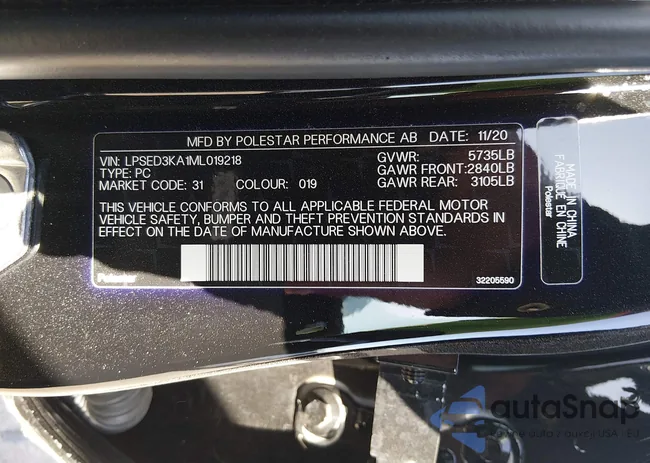 MFD BY POLESTAR PERFORMANCE AB DATE: 11/20
VIN: LPSED3KA1ML019218 GVWR: 5735LB
TYPE: PC GAWR FRONT:2840LB
MARKET CODE: 31 COLOUR: 019 GAWR REAR: 3105LB
THIS VEHICLE CONFORMS TO ALL APPLICABLE FEDERAL MOTOR
VEHICLE SAFETY, BUMPER AND THEFT PREVENTION STANDARDS IN
EFFECT ON THE DATE OF MANUFACTURE SHOWN ABOVE.
Polestar 32205590
MADE IN CHINA
FABRIQUÉ EN CHINE
Polestar
autoSnap